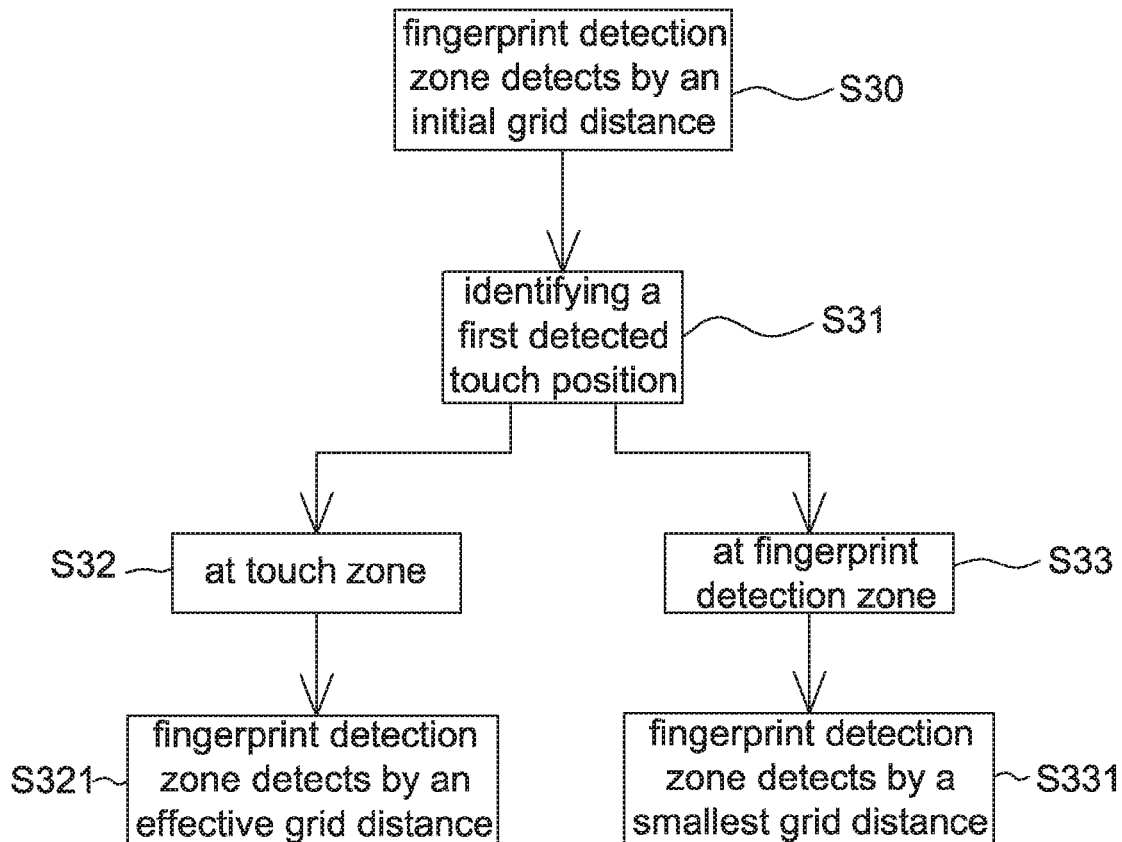 fingerprint detection
zone detects by an
initial grid distance
S30
identifying a
first detected
touch position
S31
S32
at touch zone
at fingerprint
detection zone
S33
S321
fingerprint detection
zone detects by an
effective grid distance
fingerprint detection
zone detects by a
smallest grid distance
S331